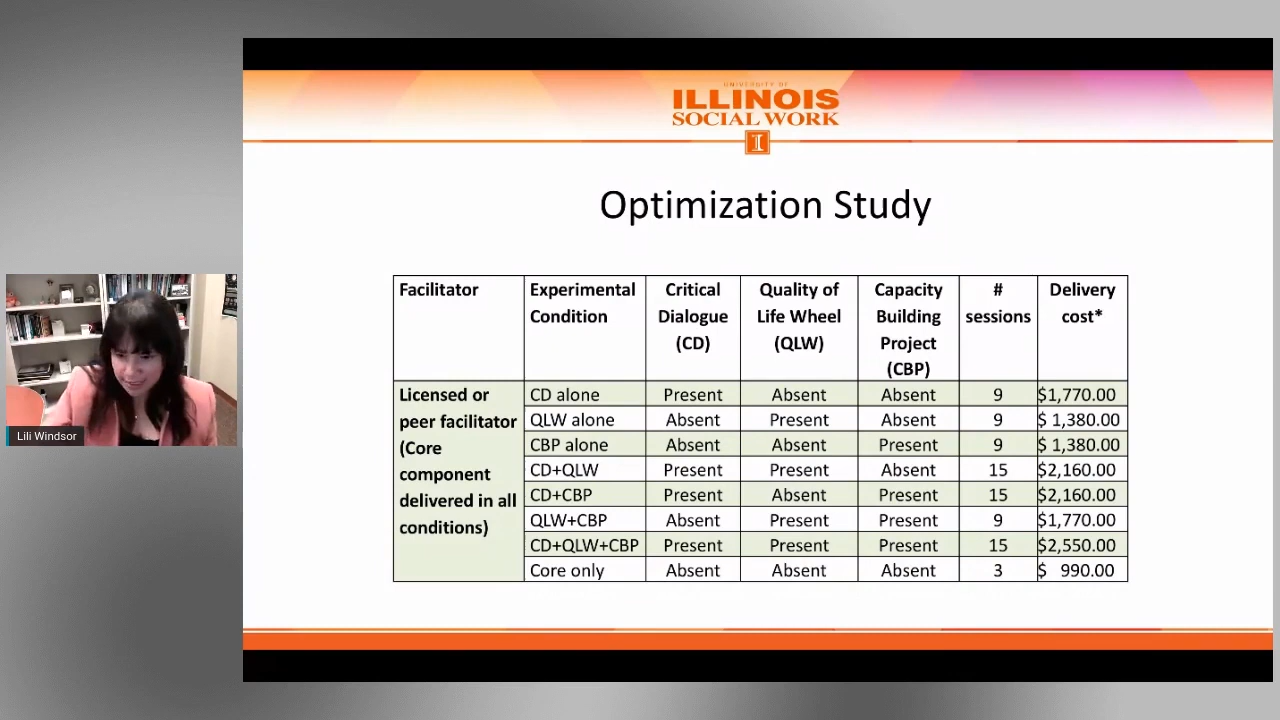 UNIVERSITY OF
ILLINOIS
SOCIAL WORK
I
Optimization Study
Facilitator Experimental Condition Critical Dialogue (CD) Quality of Life Wheel (QLW) Capacity Building Project (CBP) # sessions Delivery cost*
Licensed or peer facilitator (Core component delivered in all conditions)
CD alone Present Absent Absent 9 $1,770.00
QLW alone Absent Present Absent 9 $ 1,380.00
CBP alone Absent Absent Present 9 $ 1,380.00
CD+QLW Present Present Absent 15 $2,160.00
CD+CBP Present Absent Present 15 $2,160.00
QLW+CBP Absent Present Present 9 $1,770.00
CD+QLW+CBP Present Present Present 15 $2,550.00
Core only Absent Absent Absent 3 $ 990.00
Lili Windsor